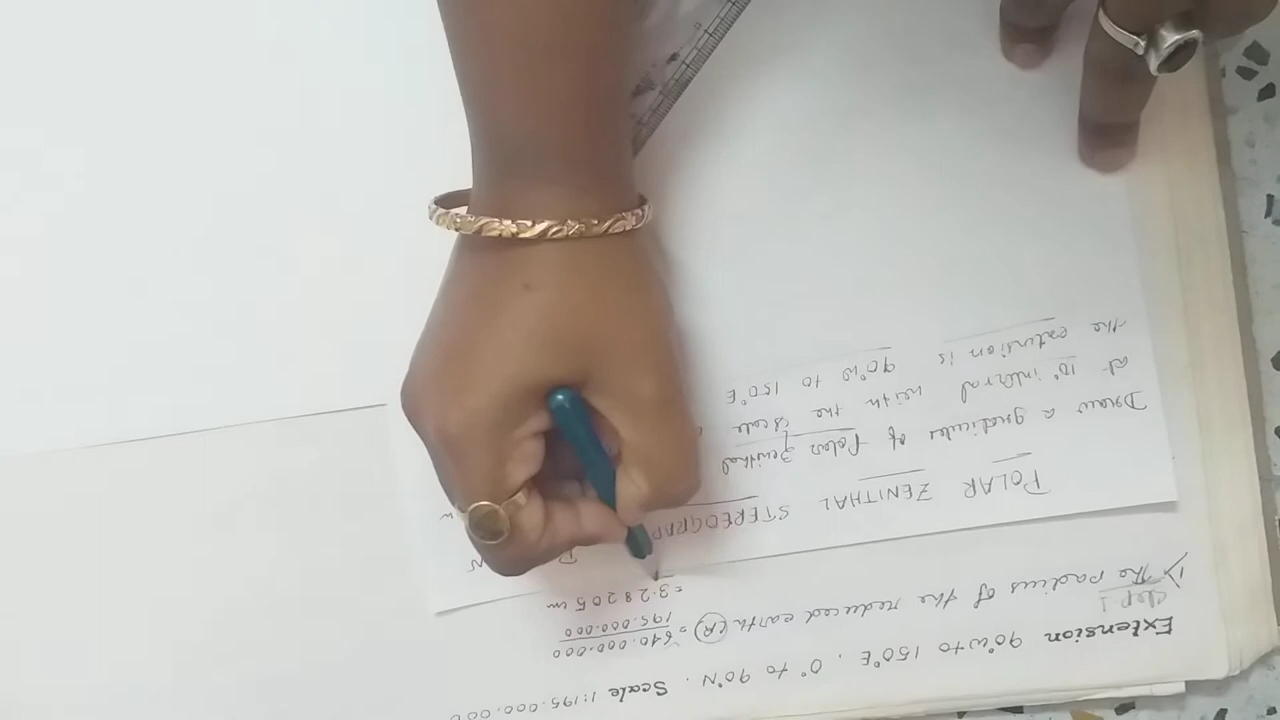 Extension 90°W to 150°E. 0° to 90°N. Scale 1:195.000.000
Step.1
1) The radius of the reduced earth (R) = 640.000.000
195.000.000
= 3.28205 cm
POLAR ZENITHAL STEREOGRAP
Draw a graticules of Polar Zenithal
at 10° interval with the Scale
the extension is 90°W to 150°E